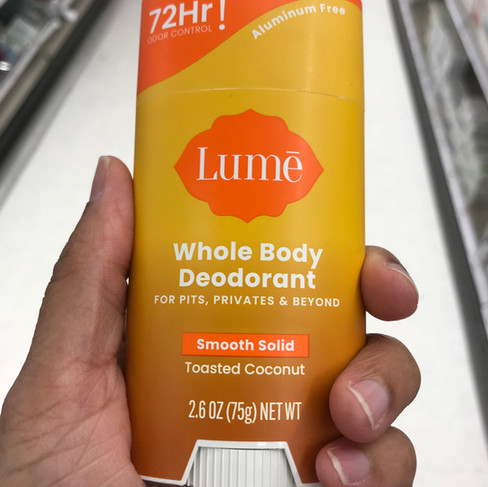 72Hr!
ODOR CONTROL
Aluminum Free
Lumē
Whole Body
Deodorant
FOR PITS, PRIVATES & BEYOND
Smooth Solid
Toasted Coconut
2.6 OZ (75g) NET WT